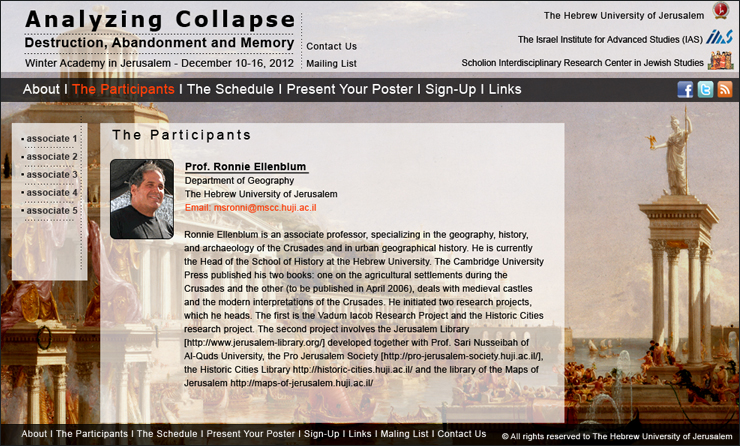 Analyzing Collapse
Destruction, Abandonment and Memory
Winter Academy in Jerusalem - December 10-16, 2012
Contact Us
Mailing List
The Hebrew University of Jerusalem
The Israel Institute for Advanced Studies (IAS)
IIAS
Scholion Interdisciplinary Research Center in Jewish Studies
About I The Participants I The Schedule I Present Your Poster I Sign-Up I Links
• associate 1
• associate 2
• associate 3
• associate 4
• associate 5
The Participants
Prof. Ronnie Ellenblum
Department of Geography
The Hebrew University of Jerusalem
Email: msronni@mscc.huji.ac.il
Ronnie Ellenblum is an associate professor, specializing in the geography, history,
and archaeology of the Crusades and in urban geographical history. He is currently
the Head of the School of History at the Hebrew University. The Cambridge University
Press published his two books: one on the agricultural settlements during the
Crusades and the other (to be published in April 2006), deals with medieval castles
and the modern interpretations of the Crusades. He initiated two research projects,
which he heads. The first is the Vadum Iacob Research Project and the Historic Cities
research project. The second project involves the Jerusalem Library
[http://www.jerusalem-library.org/] developed together with Prof. Sari Nusseibah of
Al-Quds University, the Pro Jerusalem Society [http://pro-jerusalem-society.huji.ac.il/],
the Historic Cities Library http://historic-cities.huji.ac.il/ and the library of the Maps of
Jerusalem http://maps-of-jerusalem.huji.ac.il/
About I The Participants I The Schedule I Present Your Poster I Sign-Up I Links I Maling List I Contact Us
© All rights reserved to The Hebrew University of Jerusalem